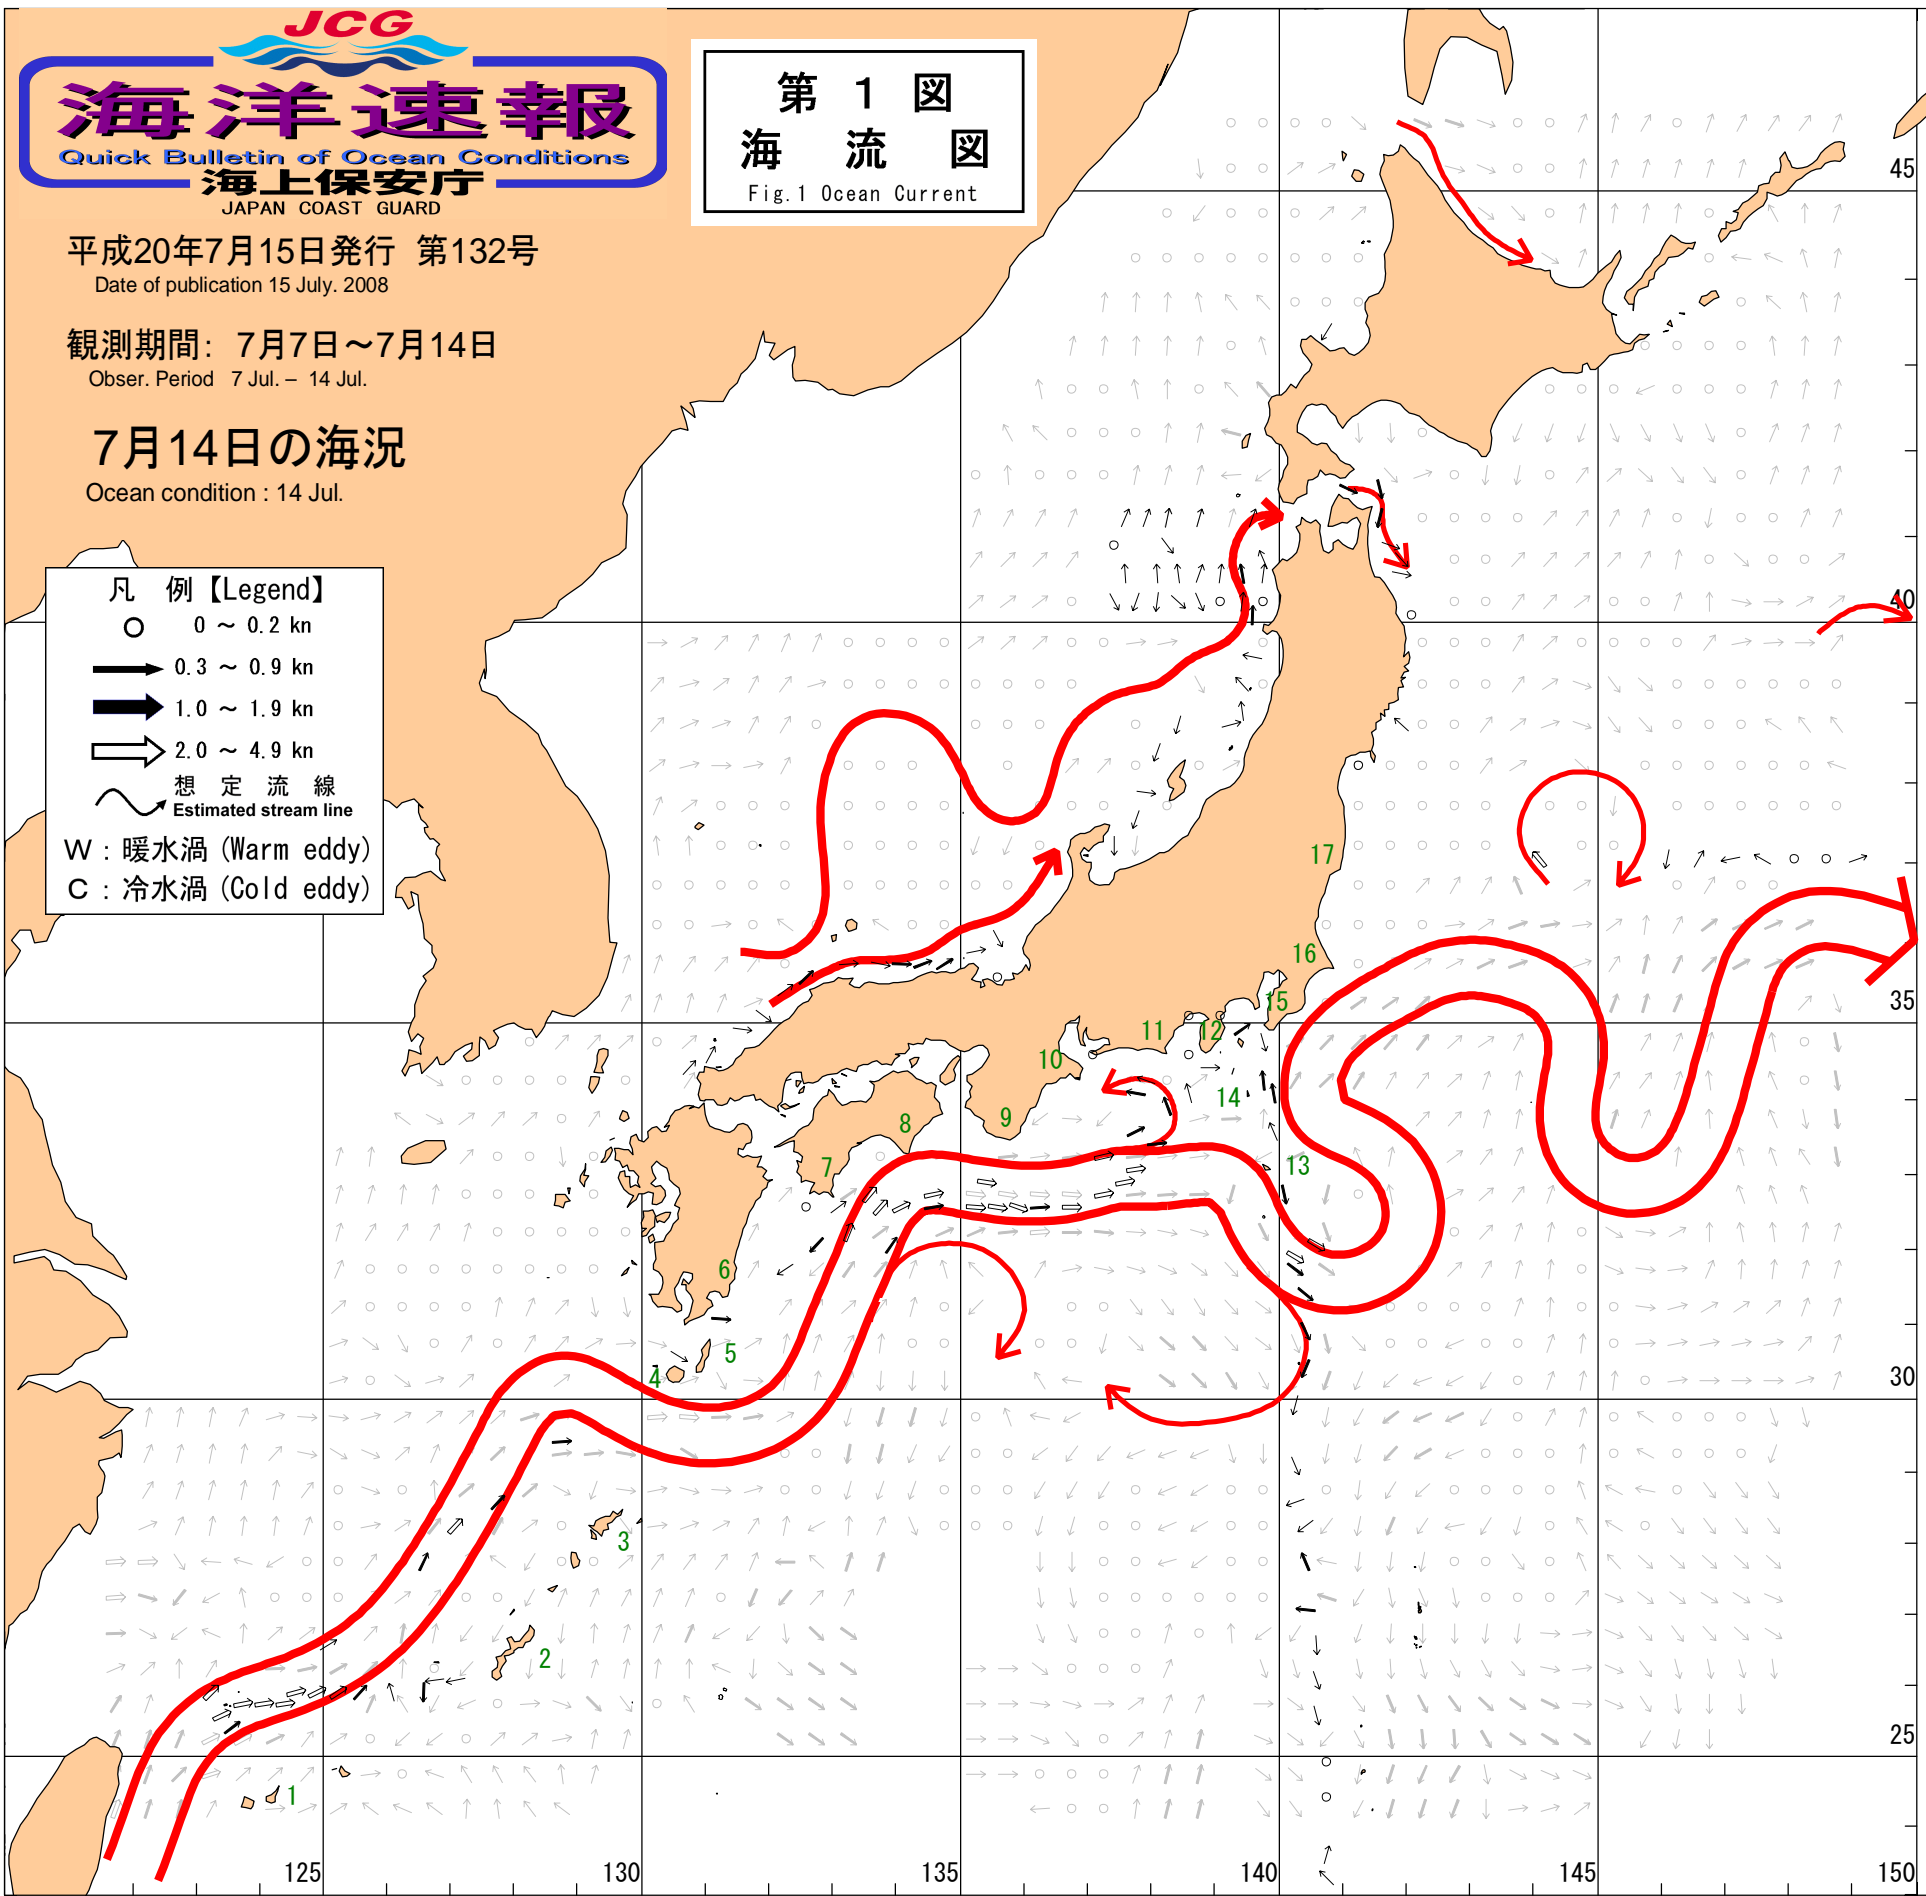 JCG
海洋速報
Quick Bulletin of Ocean Conditions
海上保安庁
JAPAN COAST GUARD
第 1 図
海 流 図
Fig.1 Ocean Current
平成20年7月15日発行 第132号
Date of publication 15 July. 2008
観測期間: 7月7日～7月14日
Obser. Period 7 Jul. – 14 Jul.
7月14日の海況
Ocean condition : 14 Jul.
凡 例【Legend】
0 ～ 0.2 kn
0.3 ～ 0.9 kn
1.0 ～ 1.9 kn
2.0 ～ 4.9 kn
想 定 流 線
Estimated stream line
W : 暖水渦 (Warm eddy)
C : 冷水渦 (Cold eddy)
45
40
17
16
35
15
11
12
10
14
9
8
7
13
6
5
4
30
3
2
25
1
125
130
135
140
145
150